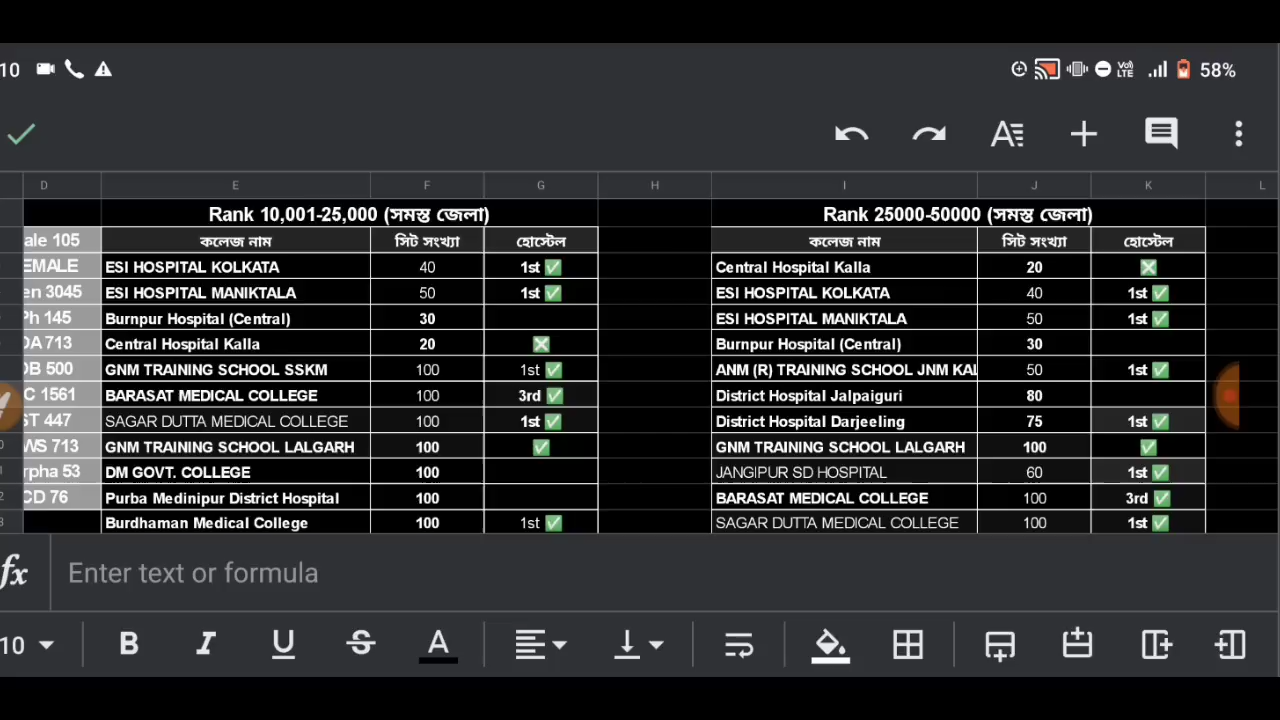 10 58%
VoI) LTE
D E F G H I J K L
Rank 10,001-25,000 (সমস্ত জেলা) Rank 25000-50000 (সমস্ত জেলা)
ale 105 কলেজ নাম সিট সংখ্যা হোস্টেল কলেজ নাম সিট সংখ্যা হোস্টেল
EMALE ESI HOSPITAL KOLKATA 40 1st ✅ Central Hospital Kalla 20 ❎
en 3045 ESI HOSPITAL MANIKTALA 50 1st ✅ ESI HOSPITAL KOLKATA 40 1st ✅
Ph 145 Burnpur Hospital (Central) 30 ESI HOSPITAL MANIKTALA 50 1st ✅
DA 713 Central Hospital Kalla 20 ❎ Burnpur Hospital (Central) 30
OB 500 GNM TRAINING SCHOOL SSKM 100 1st ✅ ANM (R) TRAINING SCHOOL JNM KAL 50 1st ✅
C 1561 BARASAT MEDICAL COLLEGE 100 3rd ✅ District Hospital Jalpaiguri 80
ST 447 SAGAR DUTTA MEDICAL COLLEGE 100 1st ✅ District Hospital Darjeeling 75 1st ✅
WS 713 GNM TRAINING SCHOOL LALGARH 100 ✅ GNM TRAINING SCHOOL LALGARH 100 ✅
rpha 53 DM GOVT. COLLEGE 100 JANGIPUR SD HOSPITAL 60 1st ✅
CD 76 Purba Medinipur District Hospital 100 BARASAT MEDICAL COLLEGE 100 3rd ✅
Burdhaman Medical College 100 1st ✅ SAGAR DUTTA MEDICAL COLLEGE 100 1st ✅
fx Enter text or formula
10 B I U S A